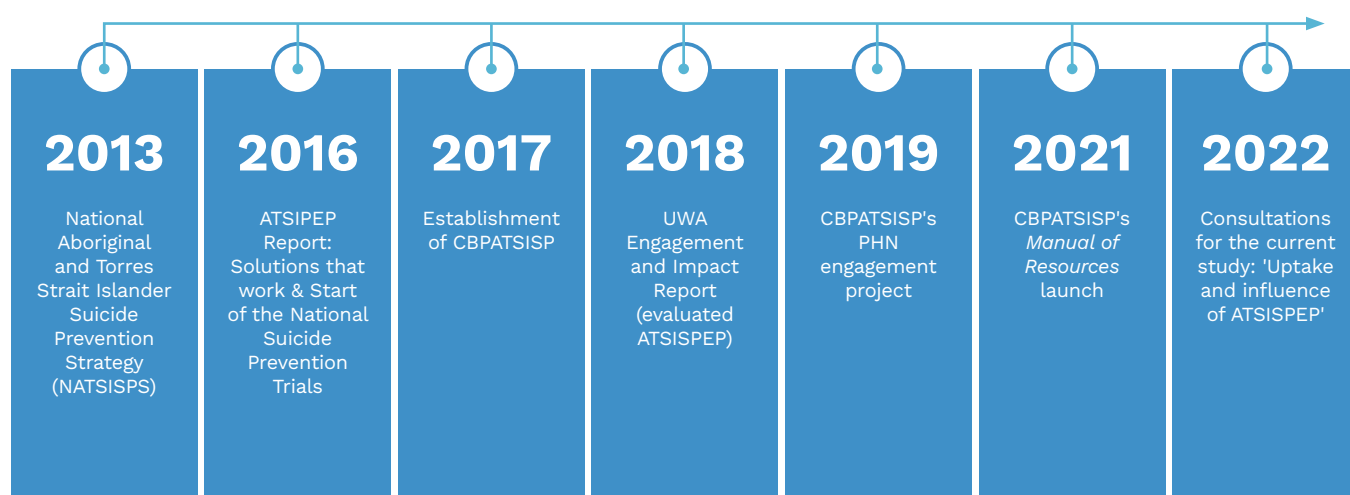 2013
National
Aboriginal
and Torres
Strait Islander
Suicide
Prevention
Strategy
(NATSISPS)
2016
ATSIPEP
Report:
Solutions that
work & Start
of the National
Suicide
Prevention
Trials
2017
Establishment
of CBPATSISP
2018
UWA
Engagement
and Impact
Report
(evaluated
ATSISPEP)
2019
CBPATSISP's
PHN
engagement
project
2021
CBPATSISP's
Manual of
Resources
launch
2022
Consultations
for the current
study: 'Uptake
and influence
of ATSISPEP'